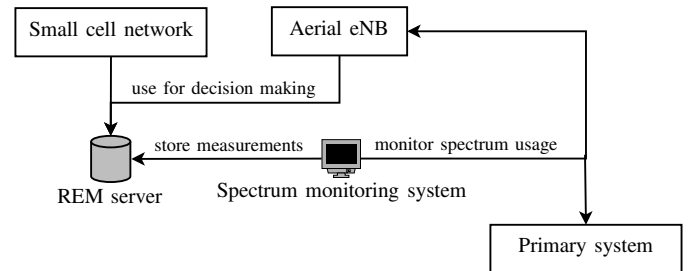 Small cell network
Aerial eNB
use for decision making
store measurements
monitor spectrum usage
REM server
Spectrum monitoring system
Primary system